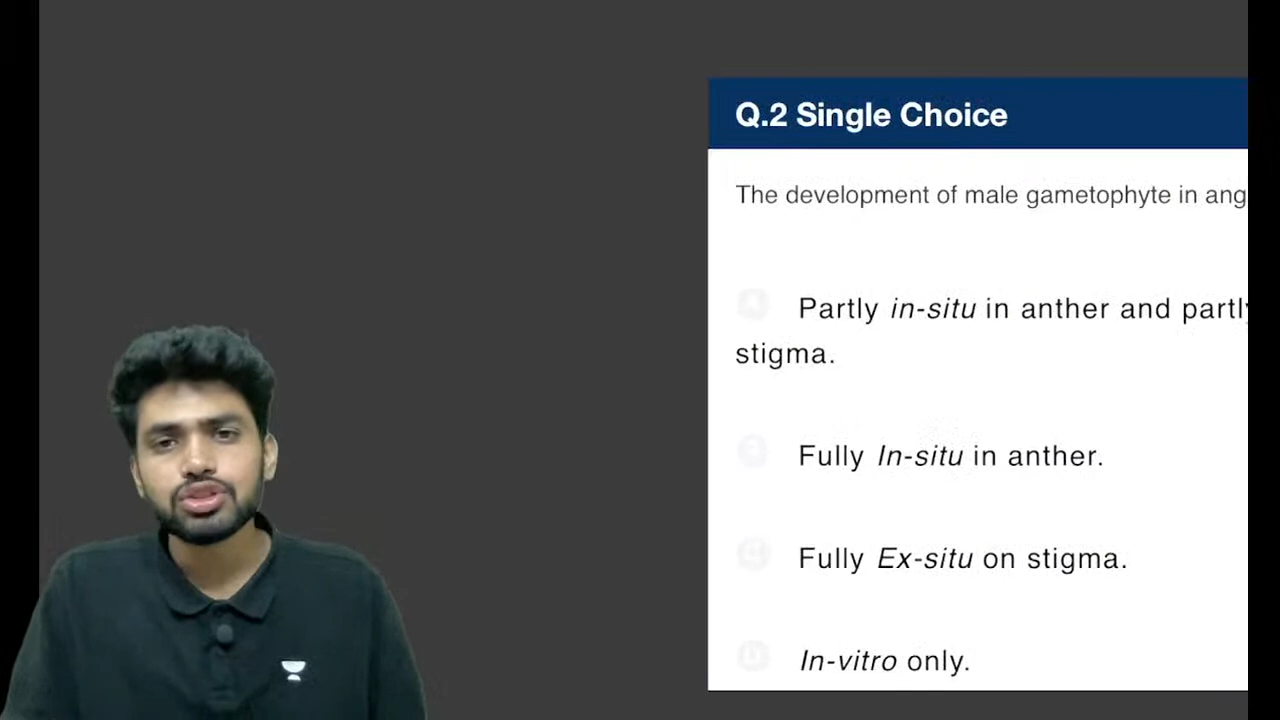 Q.2 Single Choice
The development of male gametophyte in ang
Partly in-situ in anther and partly
stigma.
Fully In-situ in anther.
Fully Ex-situ on stigma.
In-vitro only.